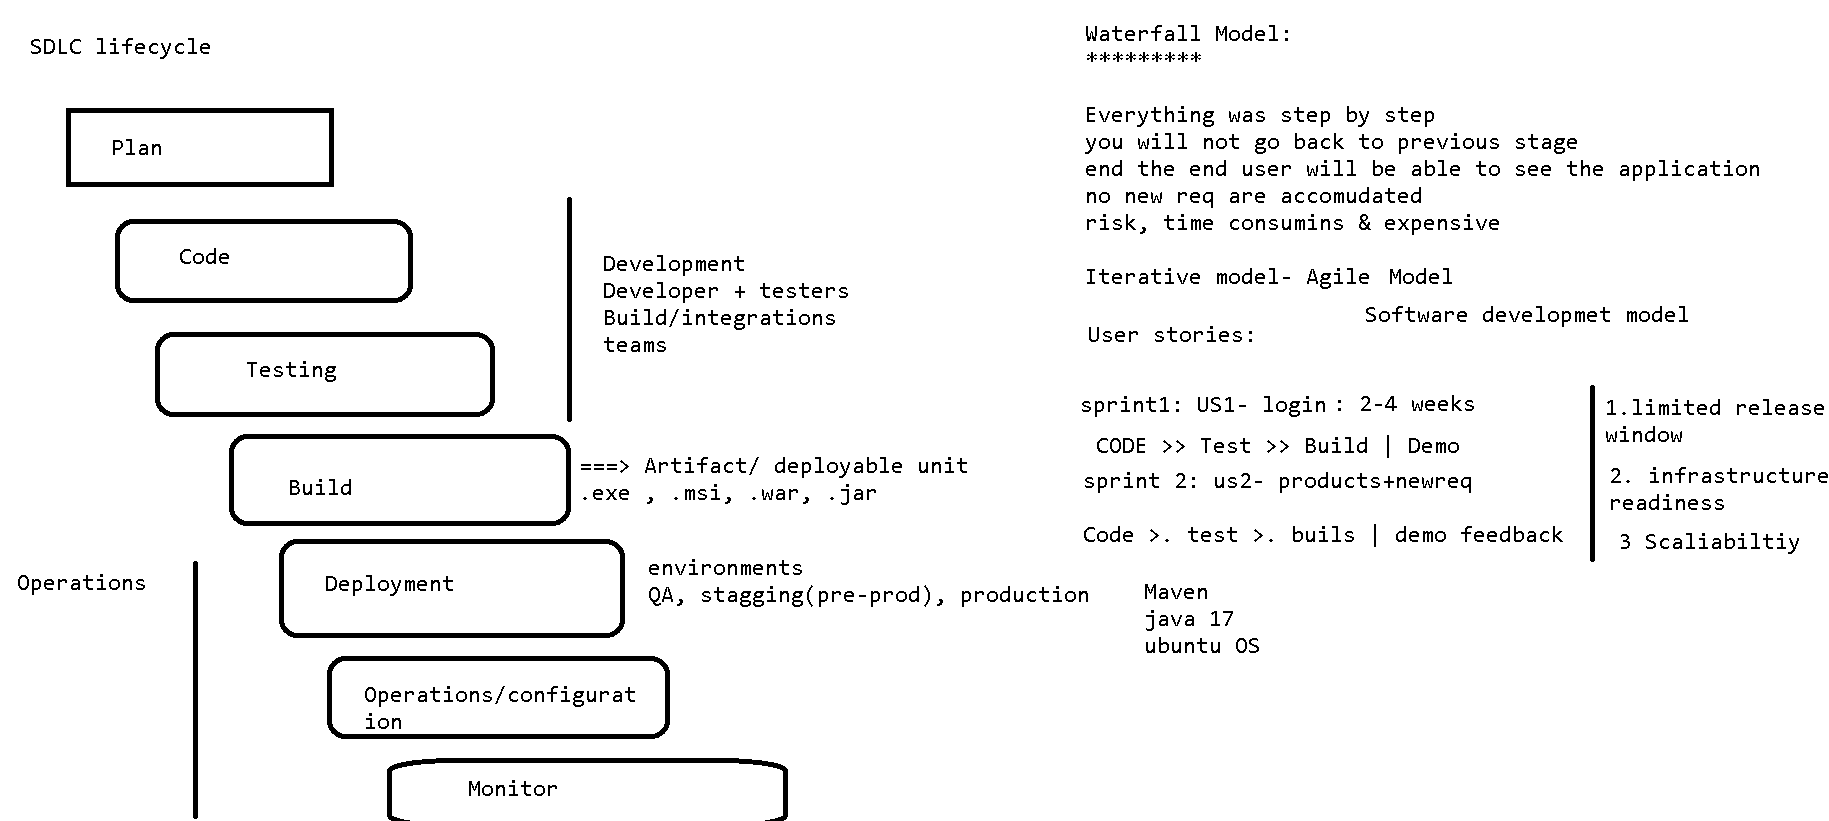 SDLC lifecycle
Plan
Code
Testing
Build
Deployment
Operations/configurat
ion
Monitor
Operations
Development
Developer + testers
Build/integrations
teams
===> Artifact/ deployable unit
.exe , .msi, .war, .jar
environments
QA, stagging(pre-prod), production
Waterfall Model:
*********
Everything was step by step
you will not go back to previous stage
end the end user will be able to see the application
no new req are accomudated
risk, time consumins & expensive
Iterative model- Agile Model
Software developmet model
User stories:
sprint1: US1- login : 2-4 weeks
CODE >> Test >> Build | Demo
sprint 2: us2- products+newreq
Code >. test >. buils | demo feedback
1.limited release
window
2. infrastructure
readiness
3 Scaliabiltiy
Maven
java 17
ubuntu OS